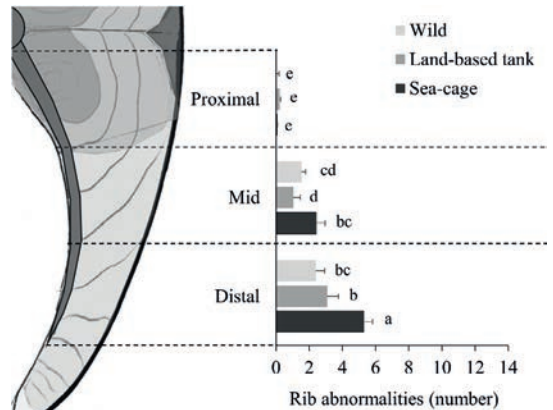 Wild
Land-based tank
Sea-cage
Proximal
e
e
e
Mid
cd
d
bc
Distal
bc
b
a
0 2 4 6 8 10 12 14
Rib abnormalities (number)